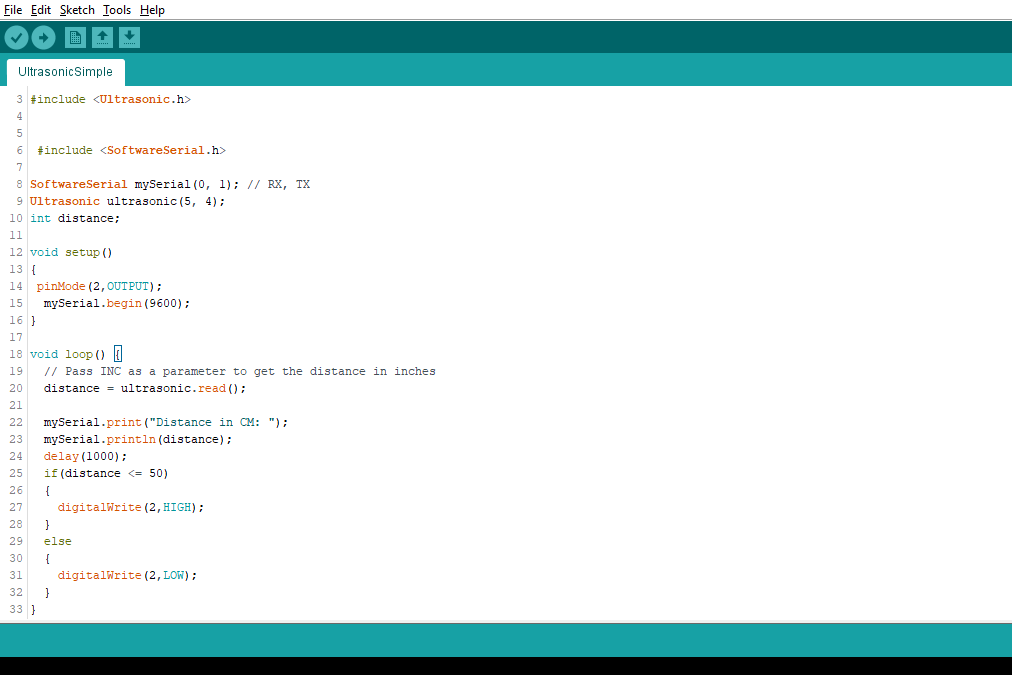 File Edit Sketch Tools Help
UltrasonicSimple
3 #include <Ultrasonic.h>
4
5
6 #include <SoftwareSerial.h>
7
8 SoftwareSerial mySerial(0, 1); // RX, TX
9 Ultrasonic ultrasonic(5, 4);
10 int distance;
11
12 void setup()
13 {
14 pinMode(2,OUTPUT);
15 mySerial.begin(9600);
16 }
17
18 void loop() {
19 // Pass INC as a parameter to get the distance in inches
20 distance = ultrasonic.read();
21
22 mySerial.print("Distance in CM: ");
23 mySerial.println(distance);
24 delay(1000);
25 if(distance <= 50)
26 {
27 digitalWrite(2,HIGH);
28 }
29 else
30 {
31 digitalWrite(2,LOW);
32 }
33 }